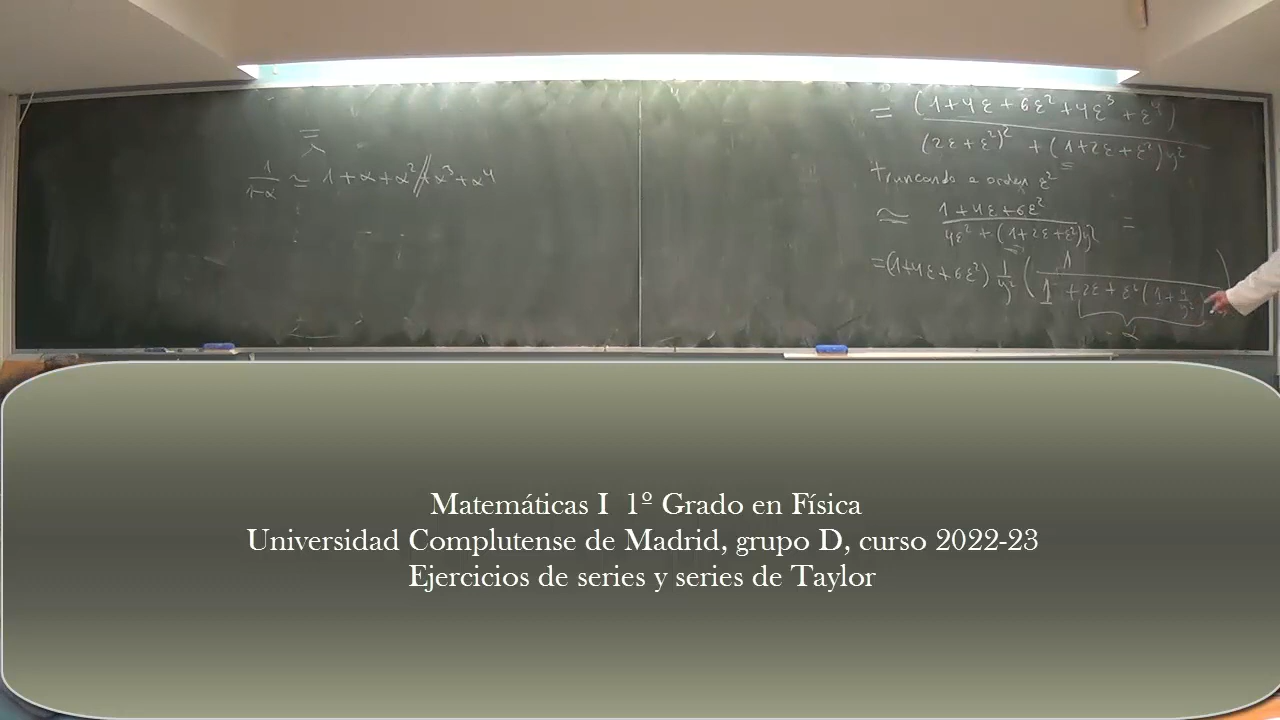 =
1/(1-α) ≃ 1 + α + α² + α³ + α⁴
= (1+4ε+6ε²+4ε³+ε⁴) / ((2ε+ε²)² + (1+2ε+ε²)y²)
truncando a orden ε²
≈ (1+4ε+6ε²) / (4ε² + (1+2ε+ε²)y²) =
=(1+4ε+6ε²) 1/y² ( 1 / (1 + 2ε + ε² (1 + 4/y²)) )
α
Matemáticas I 1º Grado en Física
Universidad Complutense de Madrid, grupo D, curso 2022-23
Ejercicios de series y series de Taylor